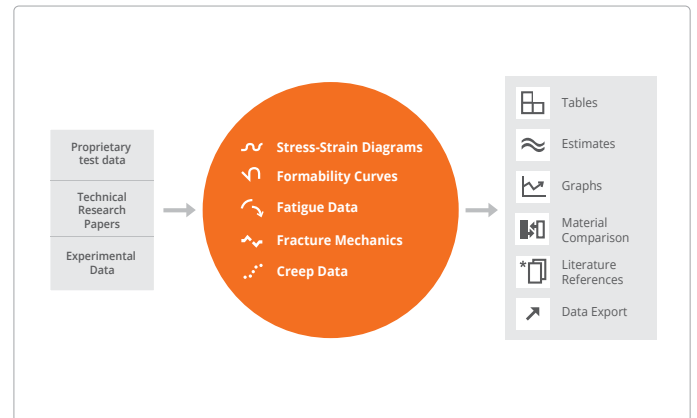 Proprietary
test data
Technical
Research
Papers
Experimental
Data
Stress-Strain Diagrams
Formability Curves
Fatigue Data
Fracture Mechanics
Creep Data
Tables
Estimates
Graphs
Material
Comparison
*
Literature
References
Data Export